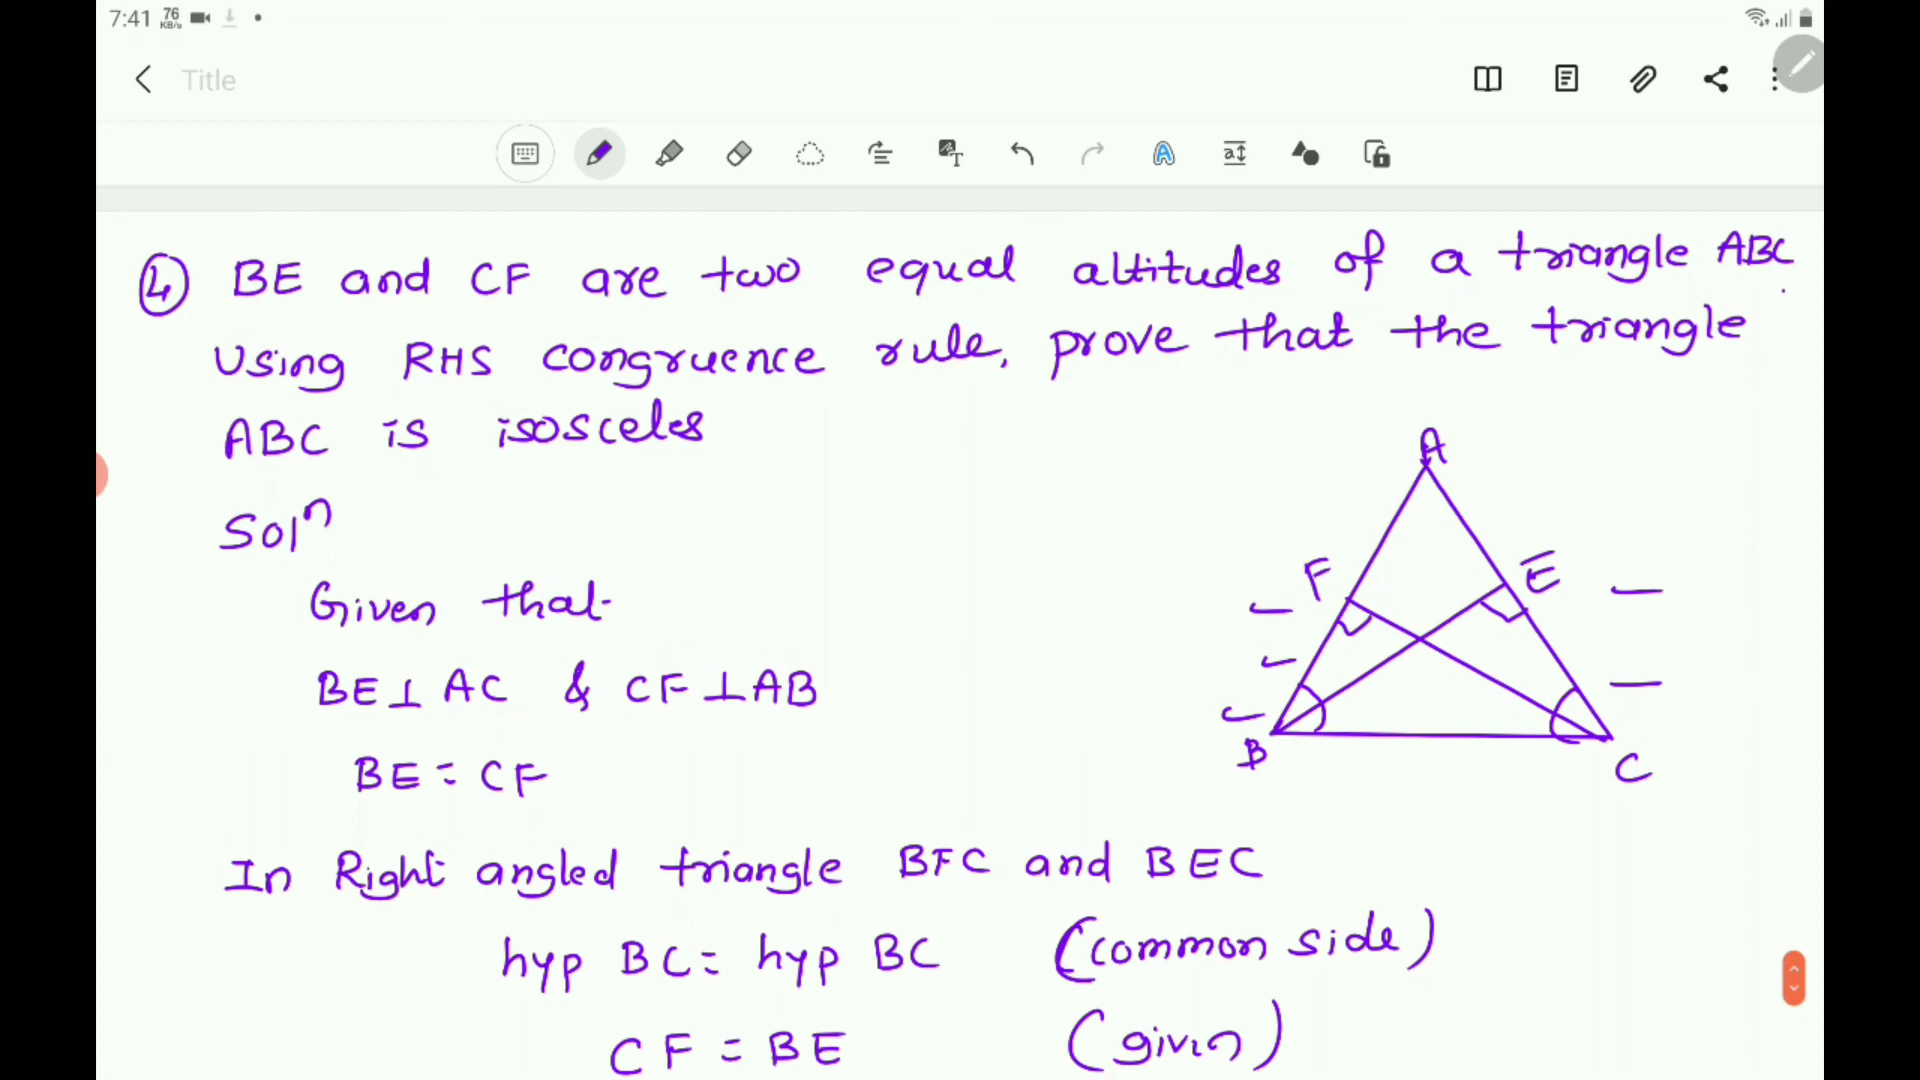 7:41 76 KB/s
Title
4 BE and CF are two equal altitudes of a triangle ABC.
Using RHS congruence rule, prove that the triangle
ABC is isosceles
Solⁿ
Given that
BE⊥AC & CF⊥AB
BE = CF
In Right angled triangle BFC and BEC
hyp BC = hyp BC (common side)
CF = BE (given)
A
F
E
B
C